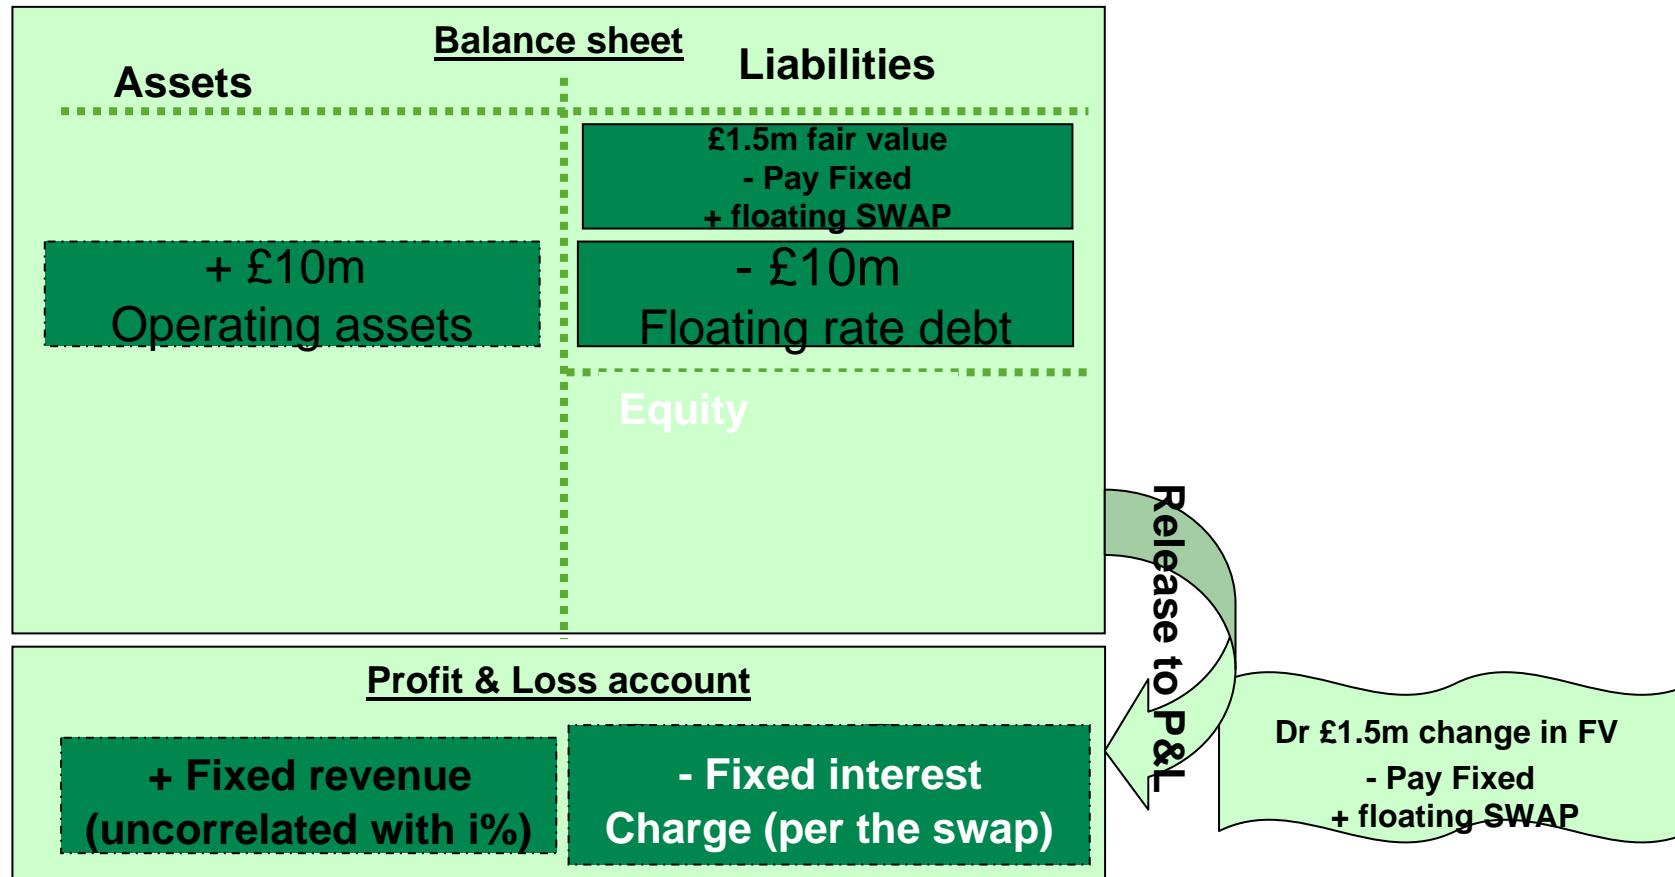 Balance sheet
Assets
Liabilities
£1.5m fair value
- Pay Fixed
+ floating SWAP
+ £10m
Operating assets
- £10m
Floating rate debt
Equity
Release to P&L
Profit & Loss account
+ Fixed revenue
(uncorrelated with i%)
- Fixed interest
Charge (per the swap)
Dr £1.5m change in FV
- Pay Fixed
+ floating SWAP